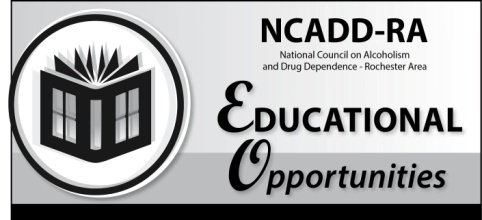 NCADD-RA
National Council on Alcoholism
and Drug Dependence - Rochester Area
EDUCATIONAL
Opportunities